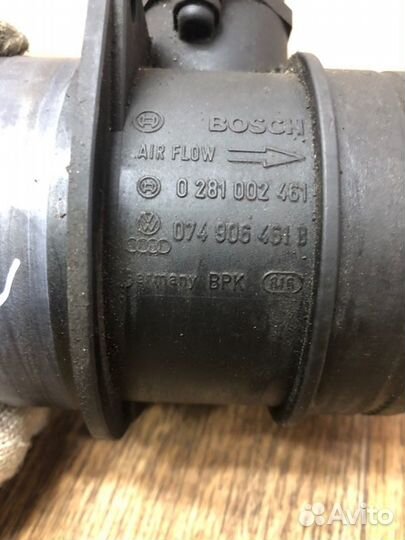 BOSCH
AIR FLOW
0 281 002 461
074 906 461 B
Germany BPK
Avito